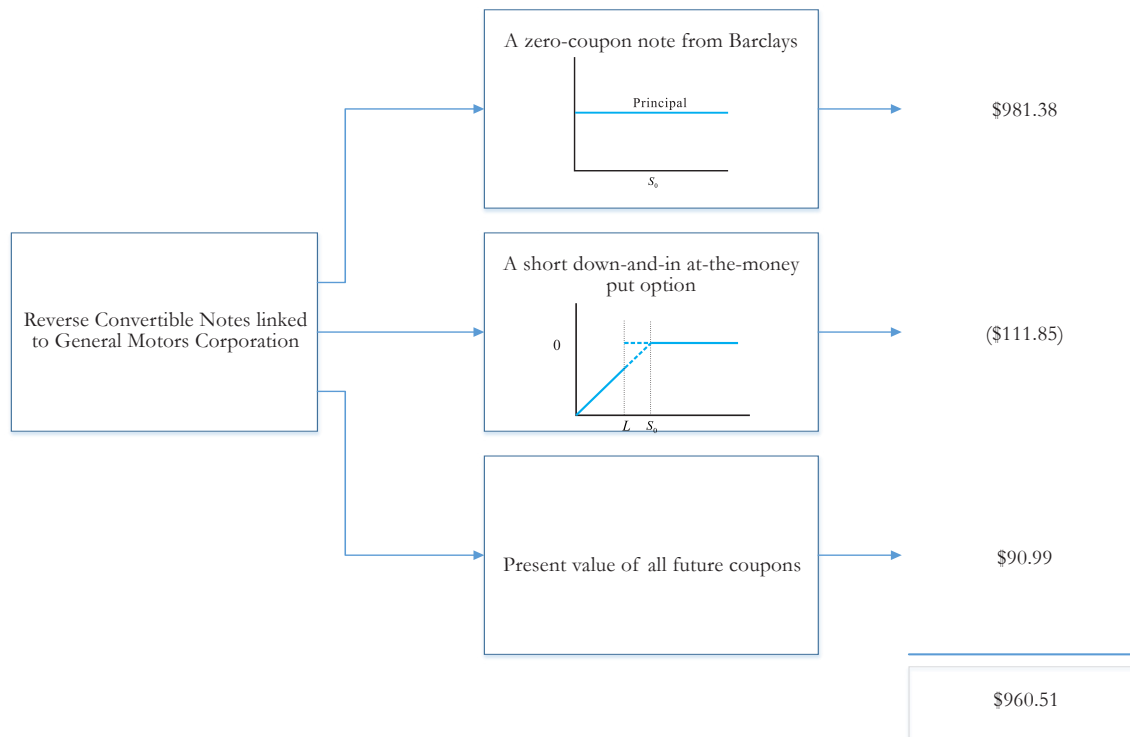 A zero-coupon note from Barclays
Principal
S₀
$981.38
Reverse Convertible Notes linked
to General Motors Corporation
A short down-and-in at-the-money
put option
0
L S₀
($111.85)
Present value of all future coupons
$90.99
$960.51